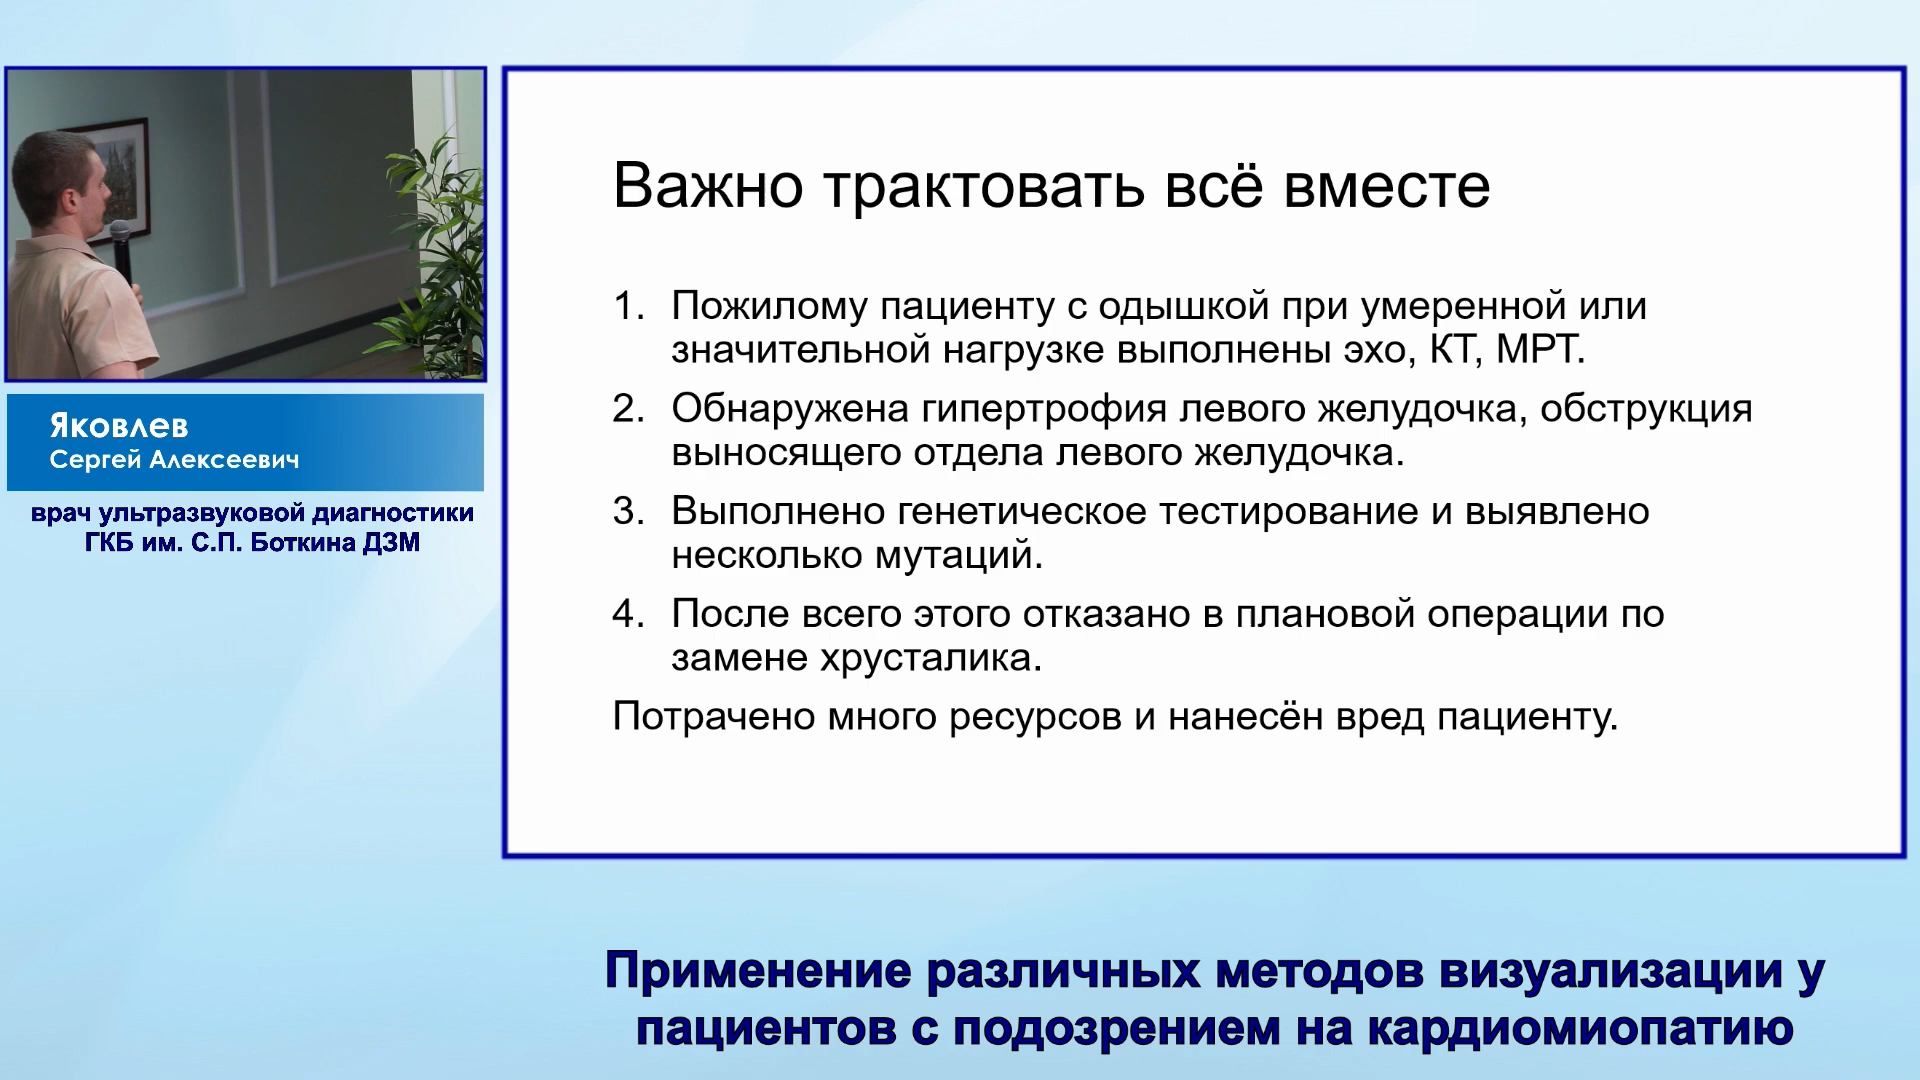 Яковлев
Сергей Алексеевич
врач ультразвуковой диагностики
ГКБ им. С.П. Боткина ДЗМ
Важно трактовать всё вместе
1. Пожилому пациенту с одышкой при умеренной или
значительной нагрузке выполнены эхо, КТ, МРТ.
2. Обнаружена гипертрофия левого желудочка, обструкция
выносящего отдела левого желудочка.
3. Выполнено генетическое тестирование и выявлено
несколько мутаций.
4. После всего этого отказано в плановой операции по
замене хрусталика.
Потрачено много ресурсов и нанесён вред пациенту.
Применение различных методов визуализации у
пациентов с подозрением на кардиомиопатию